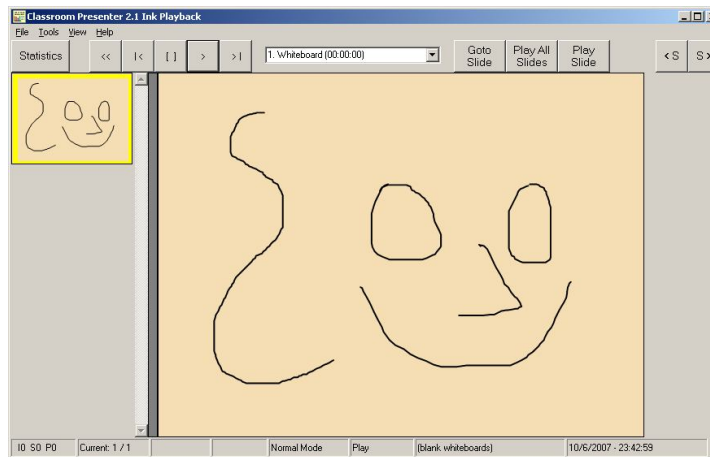 Classroom Presenter 2.1 Ink Playback
File Tools View Help
Statistics << |< [ ] > >| 1. Whiteboard (00:00:00) Goto Slide Play All Slides Play Slide < S S >
I0 S0 P0 Current: 1 / 1 Normal Mode Play (blank whiteboards) 10/6/2007 - 23:42:59